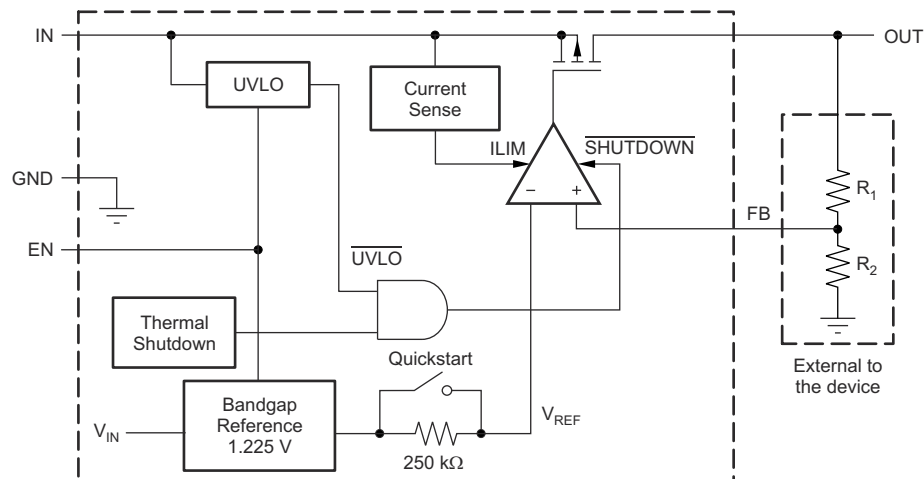 IN
OUT
UVLO
Current
Sense
ILIM
SHUTDOWN
GND
R1
FB
EN
UVLO
R2
Thermal
Shutdown
Quickstart
External to
the device
VIN
Bandgap
Reference
1.225 V
VREF
250 kΩ
− +